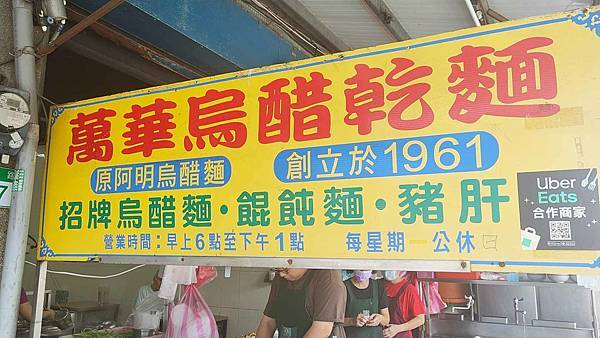 萬華烏醋乾麵
原阿明烏醋麵
創立於1961
招牌烏醋麵·餛飩麵·豬肝
營業時間:早上6點至下午1點 每星期一公休
Uber
Eats
合作商家
7